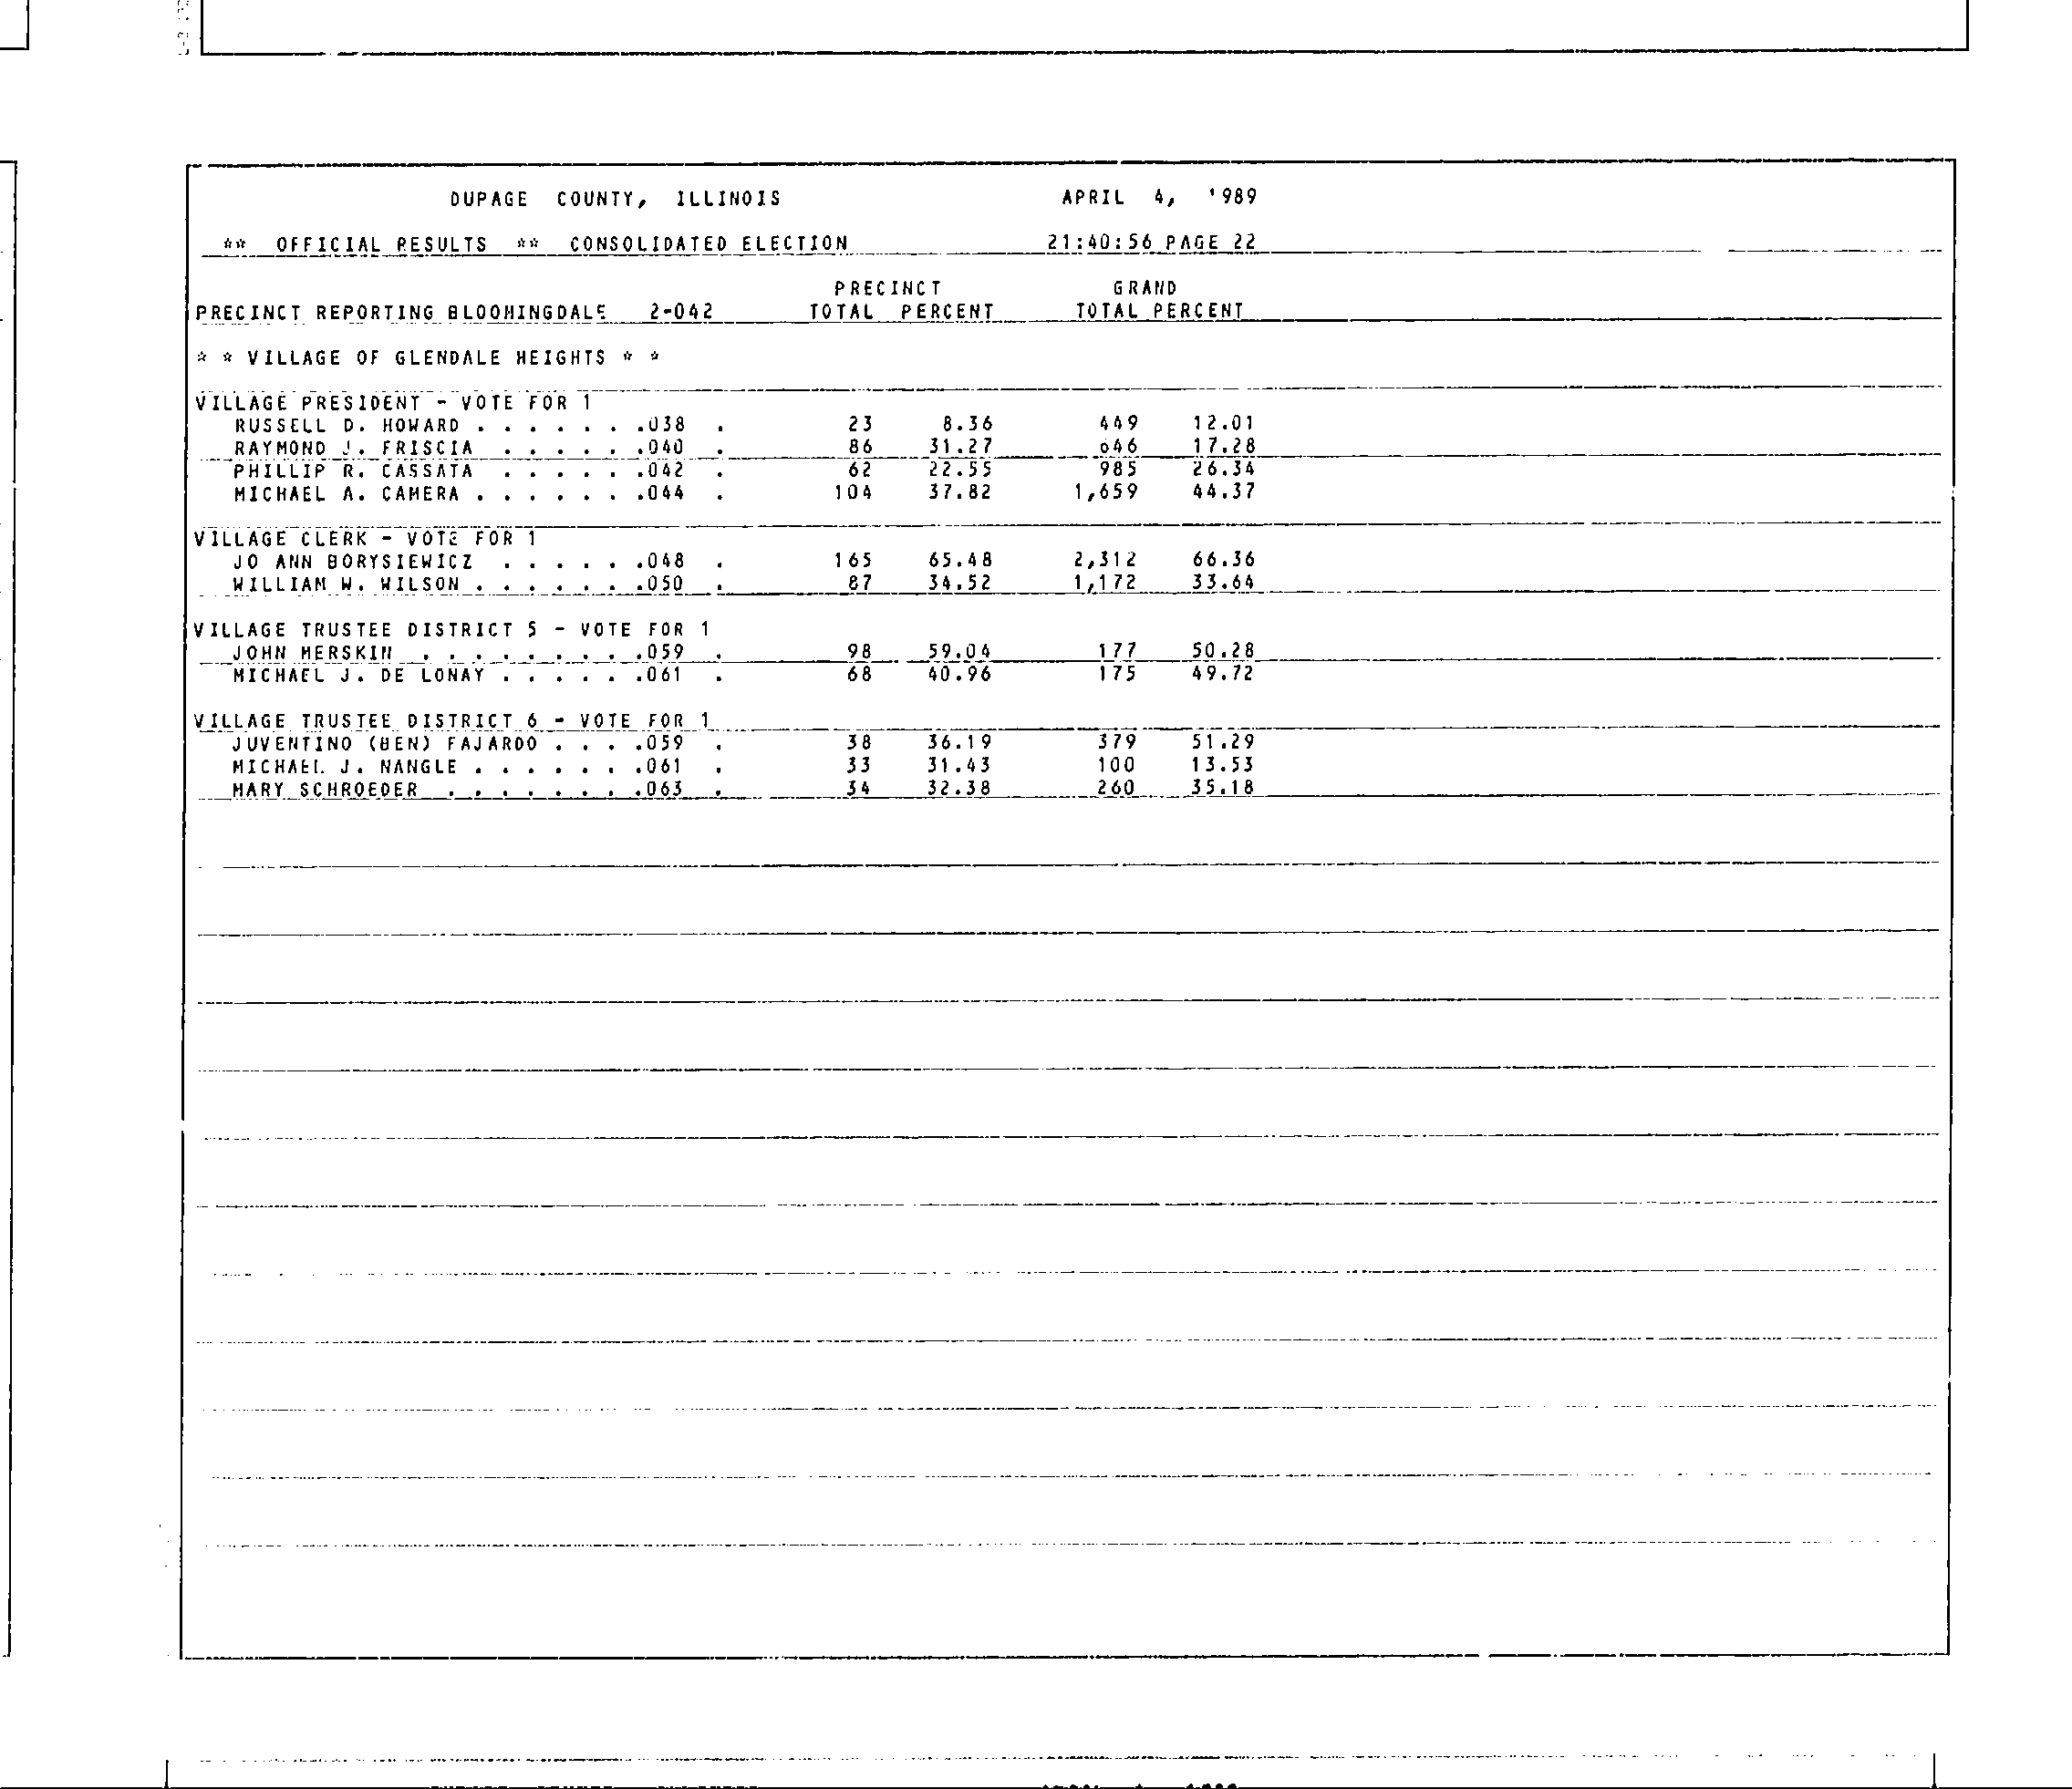 DUPAGE COUNTY, ILLINOIS APRIL 4, 1989
** OFFICIAL RESULTS ** CONSOLIDATED ELECTION 21:40:56 PAGE 22
PRECINCT GRAND
PRECINCT REPORTING BLOOMINGDALE 2-042 TOTAL PERCENT TOTAL PERCENT
* * VILLAGE OF GLENDALE HEIGHTS * *
VILLAGE PRESIDENT - VOTE FOR 1
RUSSELL D. HOWARD . . . . . . .038 . 23 8.36 449 12.01
RAYMOND J. FRISCIA . . . . . .040 . 86 31.27 646 17.28
PHILLIP R. CASSATA . . . . . .042 . 62 22.55 985 26.34
MICHAEL A. CAMERA . . . . . . .044 . 104 37.82 1,659 44.37
VILLAGE CLERK - VOTE FOR 1
JO ANN BORYSIEWICZ . . . . . .048 . 165 65.48 2,312 66.36
WILLIAM W. WILSON . . . . . . .050 . 87 34.52 1,172 33.64
VILLAGE TRUSTEE DISTRICT 5 - VOTE FOR 1
JOHN MERSKIN . . . . . . . . .059 . 98 59.04 177 50.28
MICHAEL J. DE LONAY . . . . . .061 . 68 40.96 175 49.72
VILLAGE TRUSTEE DISTRICT 6 - VOTE FOR 1
JUVENTINO (BEN) FAJARDO . . . .059 . 38 36.19 379 51.29
MICHAEL J. NANGLE . . . . . . .061 . 33 31.43 100 13.53
MARY SCHROEDER . . . . . . . .063 . 34 32.38 260 35.18